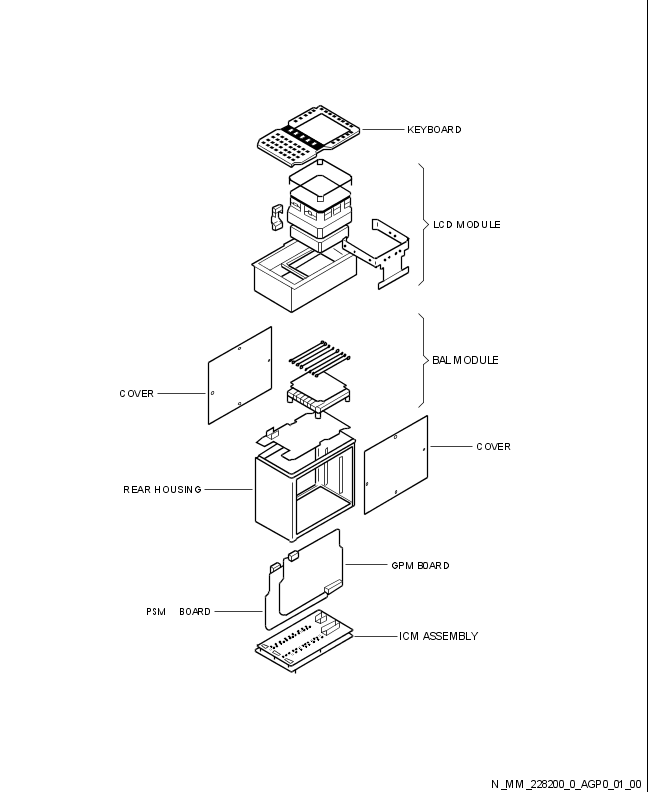 KEYBOARD
LCD MODULE
BAL MODULE
COVER
COVER
REAR HOUSING
GPM BOARD
PSM BOARD
ICM ASSEMBLY
N_MM_228200_0_AGP0_01_00